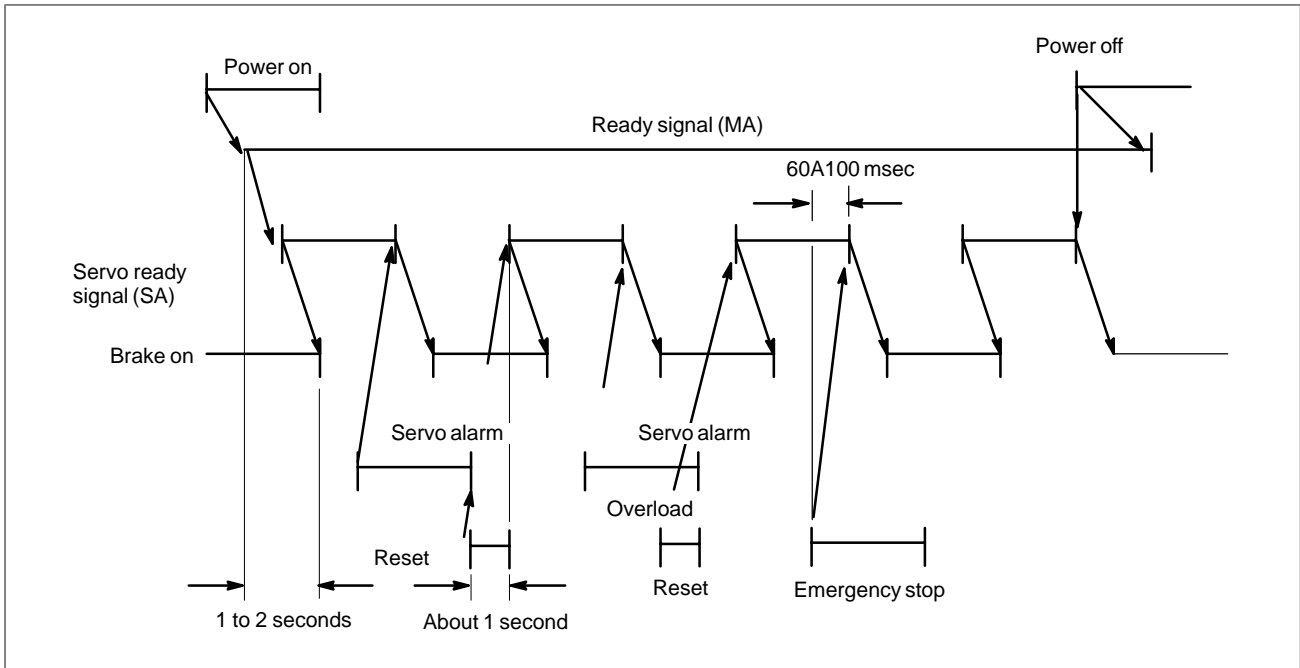 Power on
Power off
Ready signal (MA)
60A100 msec
Servo ready
signal (SA)
Brake on
Servo alarm
Servo alarm
Overload
Reset
Reset
Emergency stop
1 to 2 seconds
About 1 second